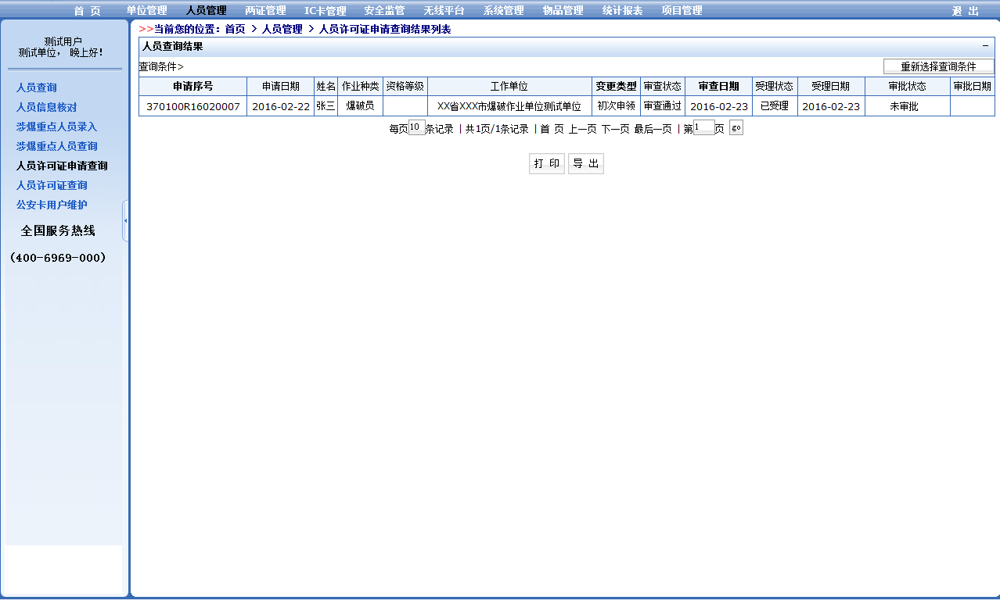 首 页 单位管理 人员管理 两证管理 IC卡管理 安全监管 无线平台 系统管理 物品管理 统计报表 项目管理 退 出
测试用户
测试单位， 晚上好!
人员查询
人员信息核对
涉爆重点人员录入
涉爆重点人员查询
人员许可证申请查询
人员许可证查询
公安卡用户维护
全国服务热线
(400-6969-000)
>>当前您的位置：首页 > 人员管理 > 人员许可证申请查询结果列表
人员查询结果 −
查询条件> 重新选择查询条件
申请序号 申请日期 姓名 作业种类 资格等级 工作单位 变更类型 审查状态 审查日期 受理状态 受理日期 审批状态 审批日期
370100R16020007 2016-02-22 张三 爆破员 XX省XXX市爆破作业单位测试单位 初次申领 审查通过 2016-02-23 已受理 2016-02-23 未审批
每页10条记录 | 共1页/1条记录 | 首 页 上一页 下一页 最后一页 | 第1页 go
打 印 导 出